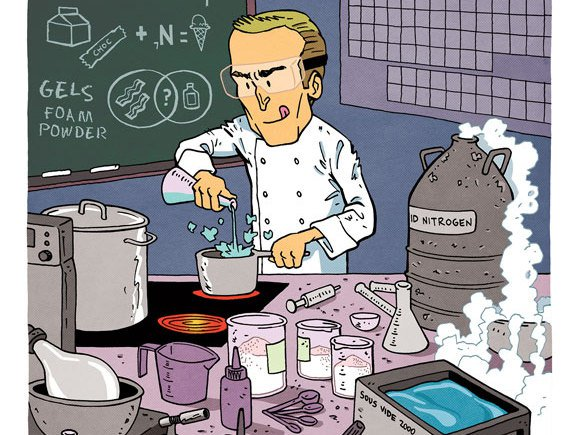 CHOC
+ N =
GELS
FOAM
POWDER
?
ID NITROGEN
SOUS VIDE 2000